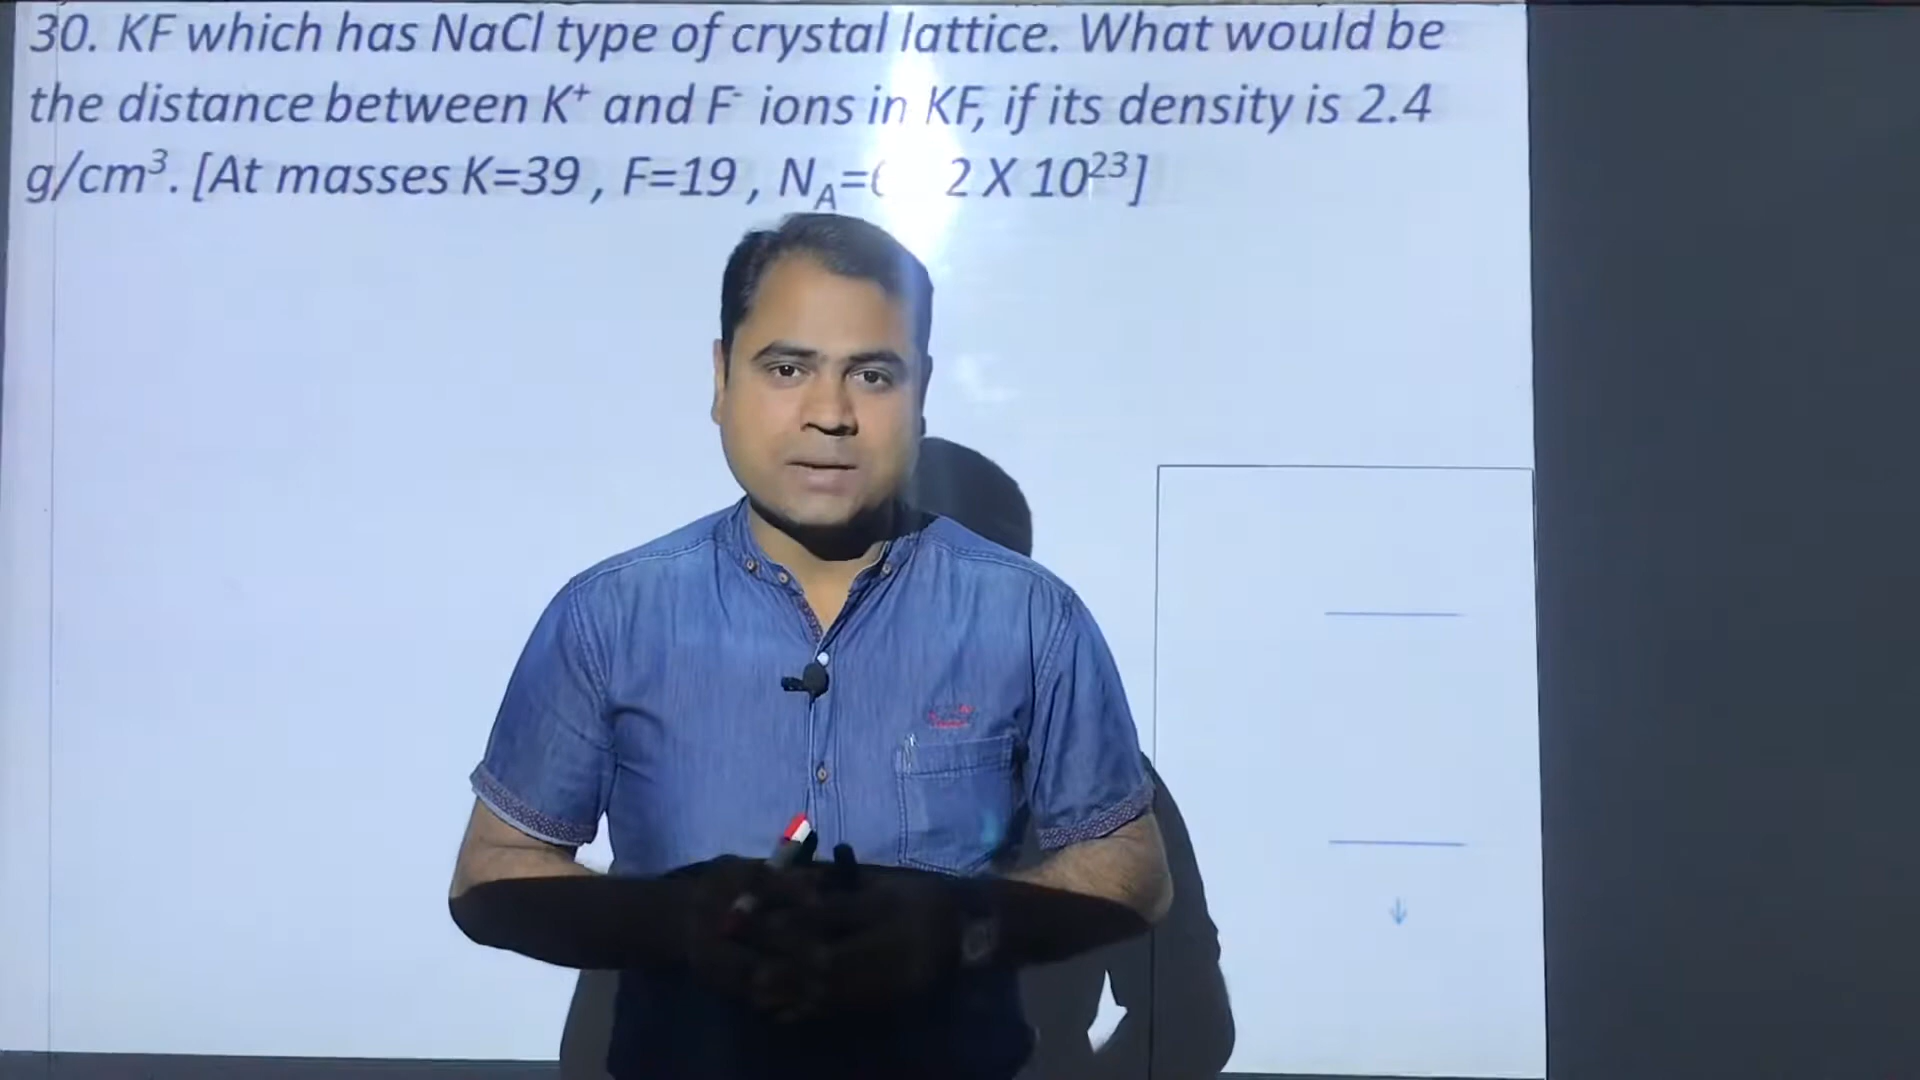 30. KF which has NaCl type of crystal lattice. What would be
the distance between K⁺ and F⁻ ions in KF, if its density is 2.4
g/cm³. [At masses K=39 , F=19 , N_A= 2 X 10²³]